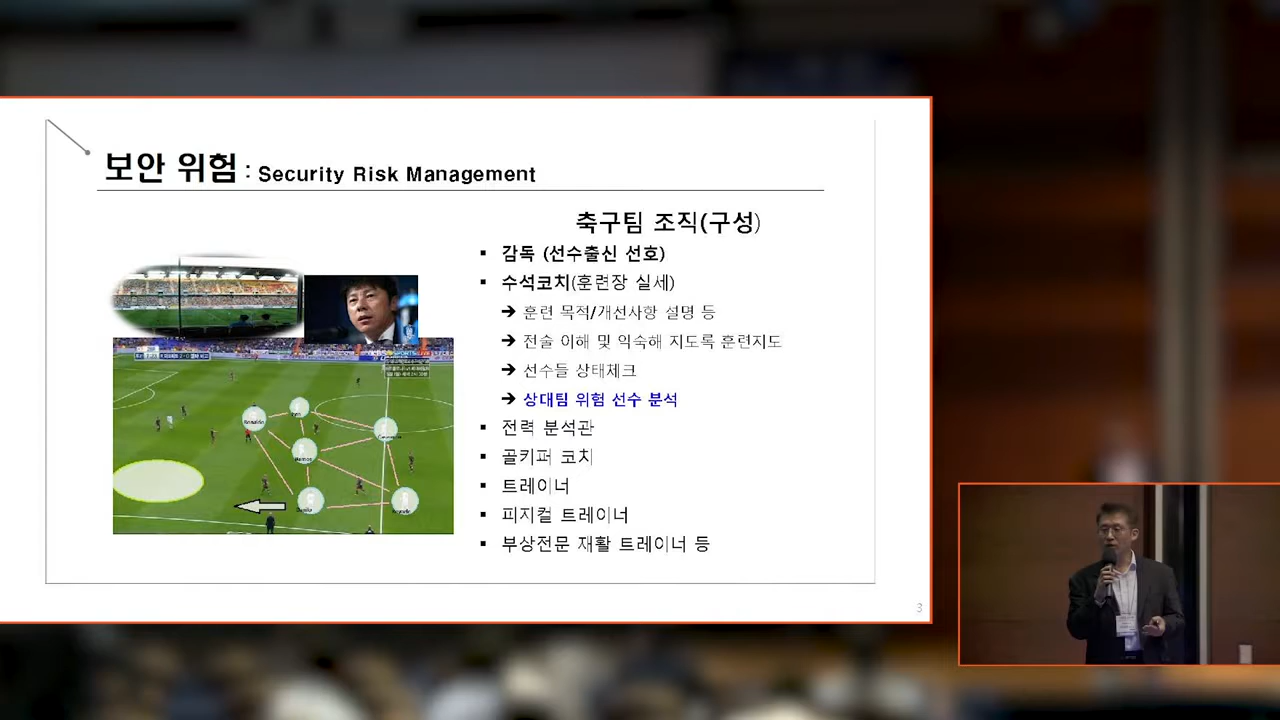 보안 위험 : Security Risk Management
축구팀 조직(구성)
▪ 감독 (선수출신 선호)
▪ 수석코치(훈련장 실세)
➔ 훈련 목적/개선사항 설명 등
➔ 전술 이해 및 익숙해 지도록 훈련지도
➔ 선수들 상태체크
➔ 상대팀 위험 선수 분석
▪ 전력 분석관
▪ 골키퍼 코치
▪ 트레이너
▪ 피지컬 트레이너
▪ 부상전문 재활 트레이너 등
3